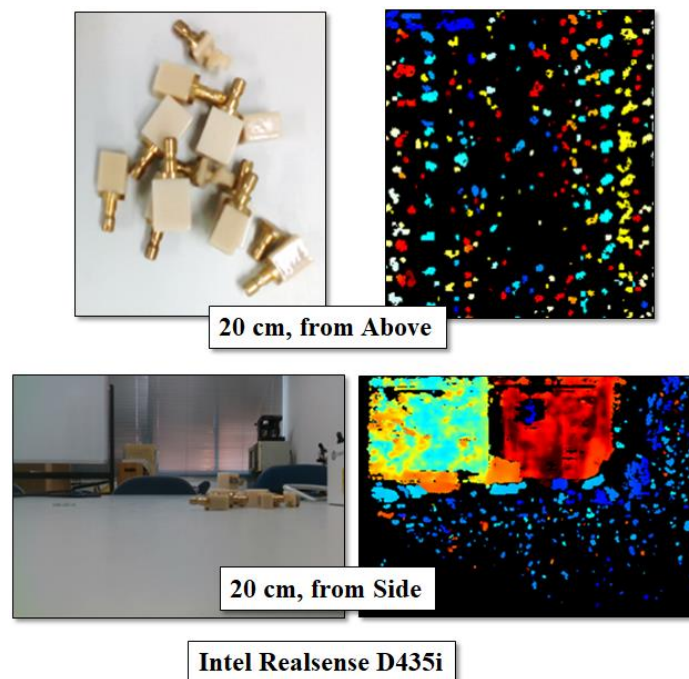 20 cm, from Above
20 cm, from Side
Intel Realsense D435i